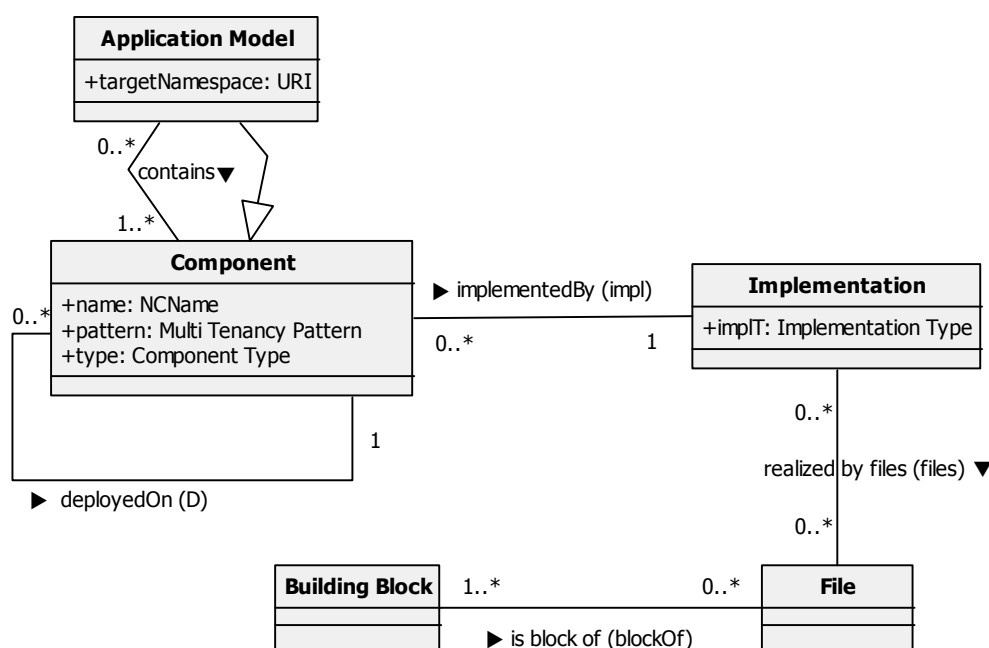 Application Model
+targetNamespace: URI
0..*
contains▼
1..*
Component
+name: NCName
+pattern: Multi Tenancy Pattern
+type: Component Type
0..*
1
▶ deployedOn (D)
▶ implementedBy (impl)
0..*
1
Implementation
+implT: Implementation Type
0..*
realized by files (files) ▼
0..*
Building Block
1..*
0..*
File
▶ is block of (blockOf)